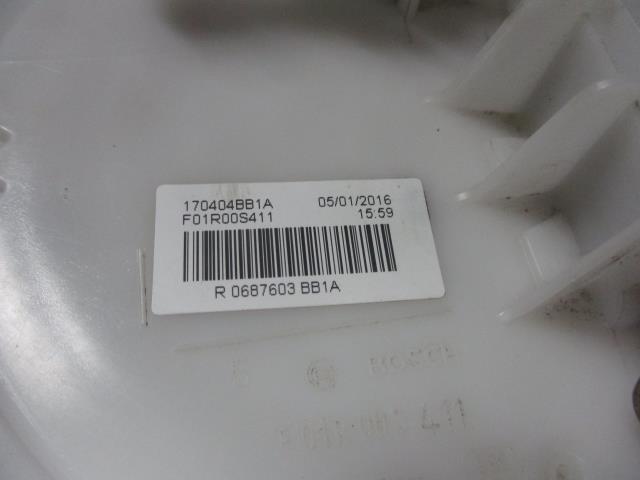 170404BB1A 05/01/2016
F01R00S411 15:59
R 0687603 BB1A
BOSCH